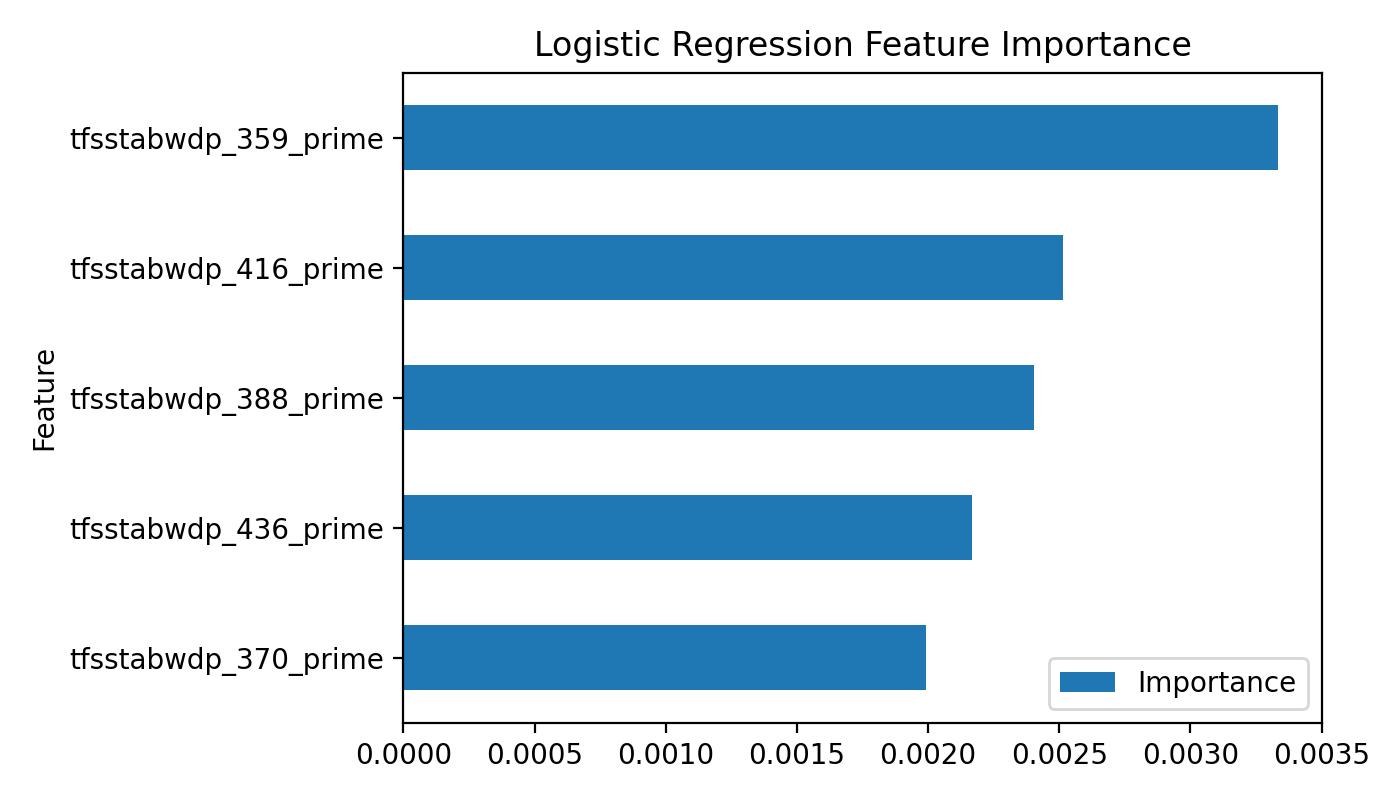 Logistic Regression Feature Importance
Feature
tfsstabwdp_359_prime
tfsstabwdp_416_prime
tfsstabwdp_388_prime
tfsstabwdp_436_prime
tfsstabwdp_370_prime
Importance
0.0000 0.0005 0.0010 0.0015 0.0020 0.0025 0.0030 0.0035